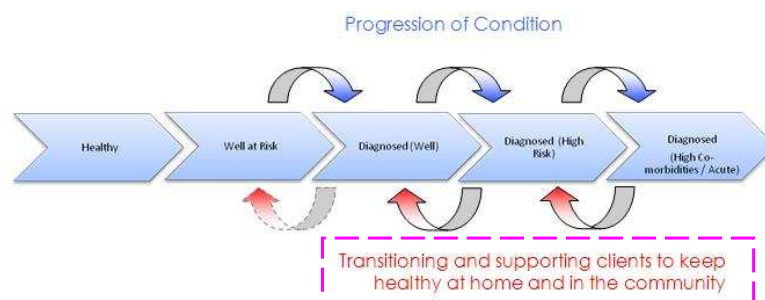 Progression of Condition
Healthy
Well at Risk
Diagnosed (Well)
Diagnosed (High
Risk)
Diagnosed
(High Co-
morbidities / Acute)
Transitioning and supporting clients to keep
healthy at home and in the community